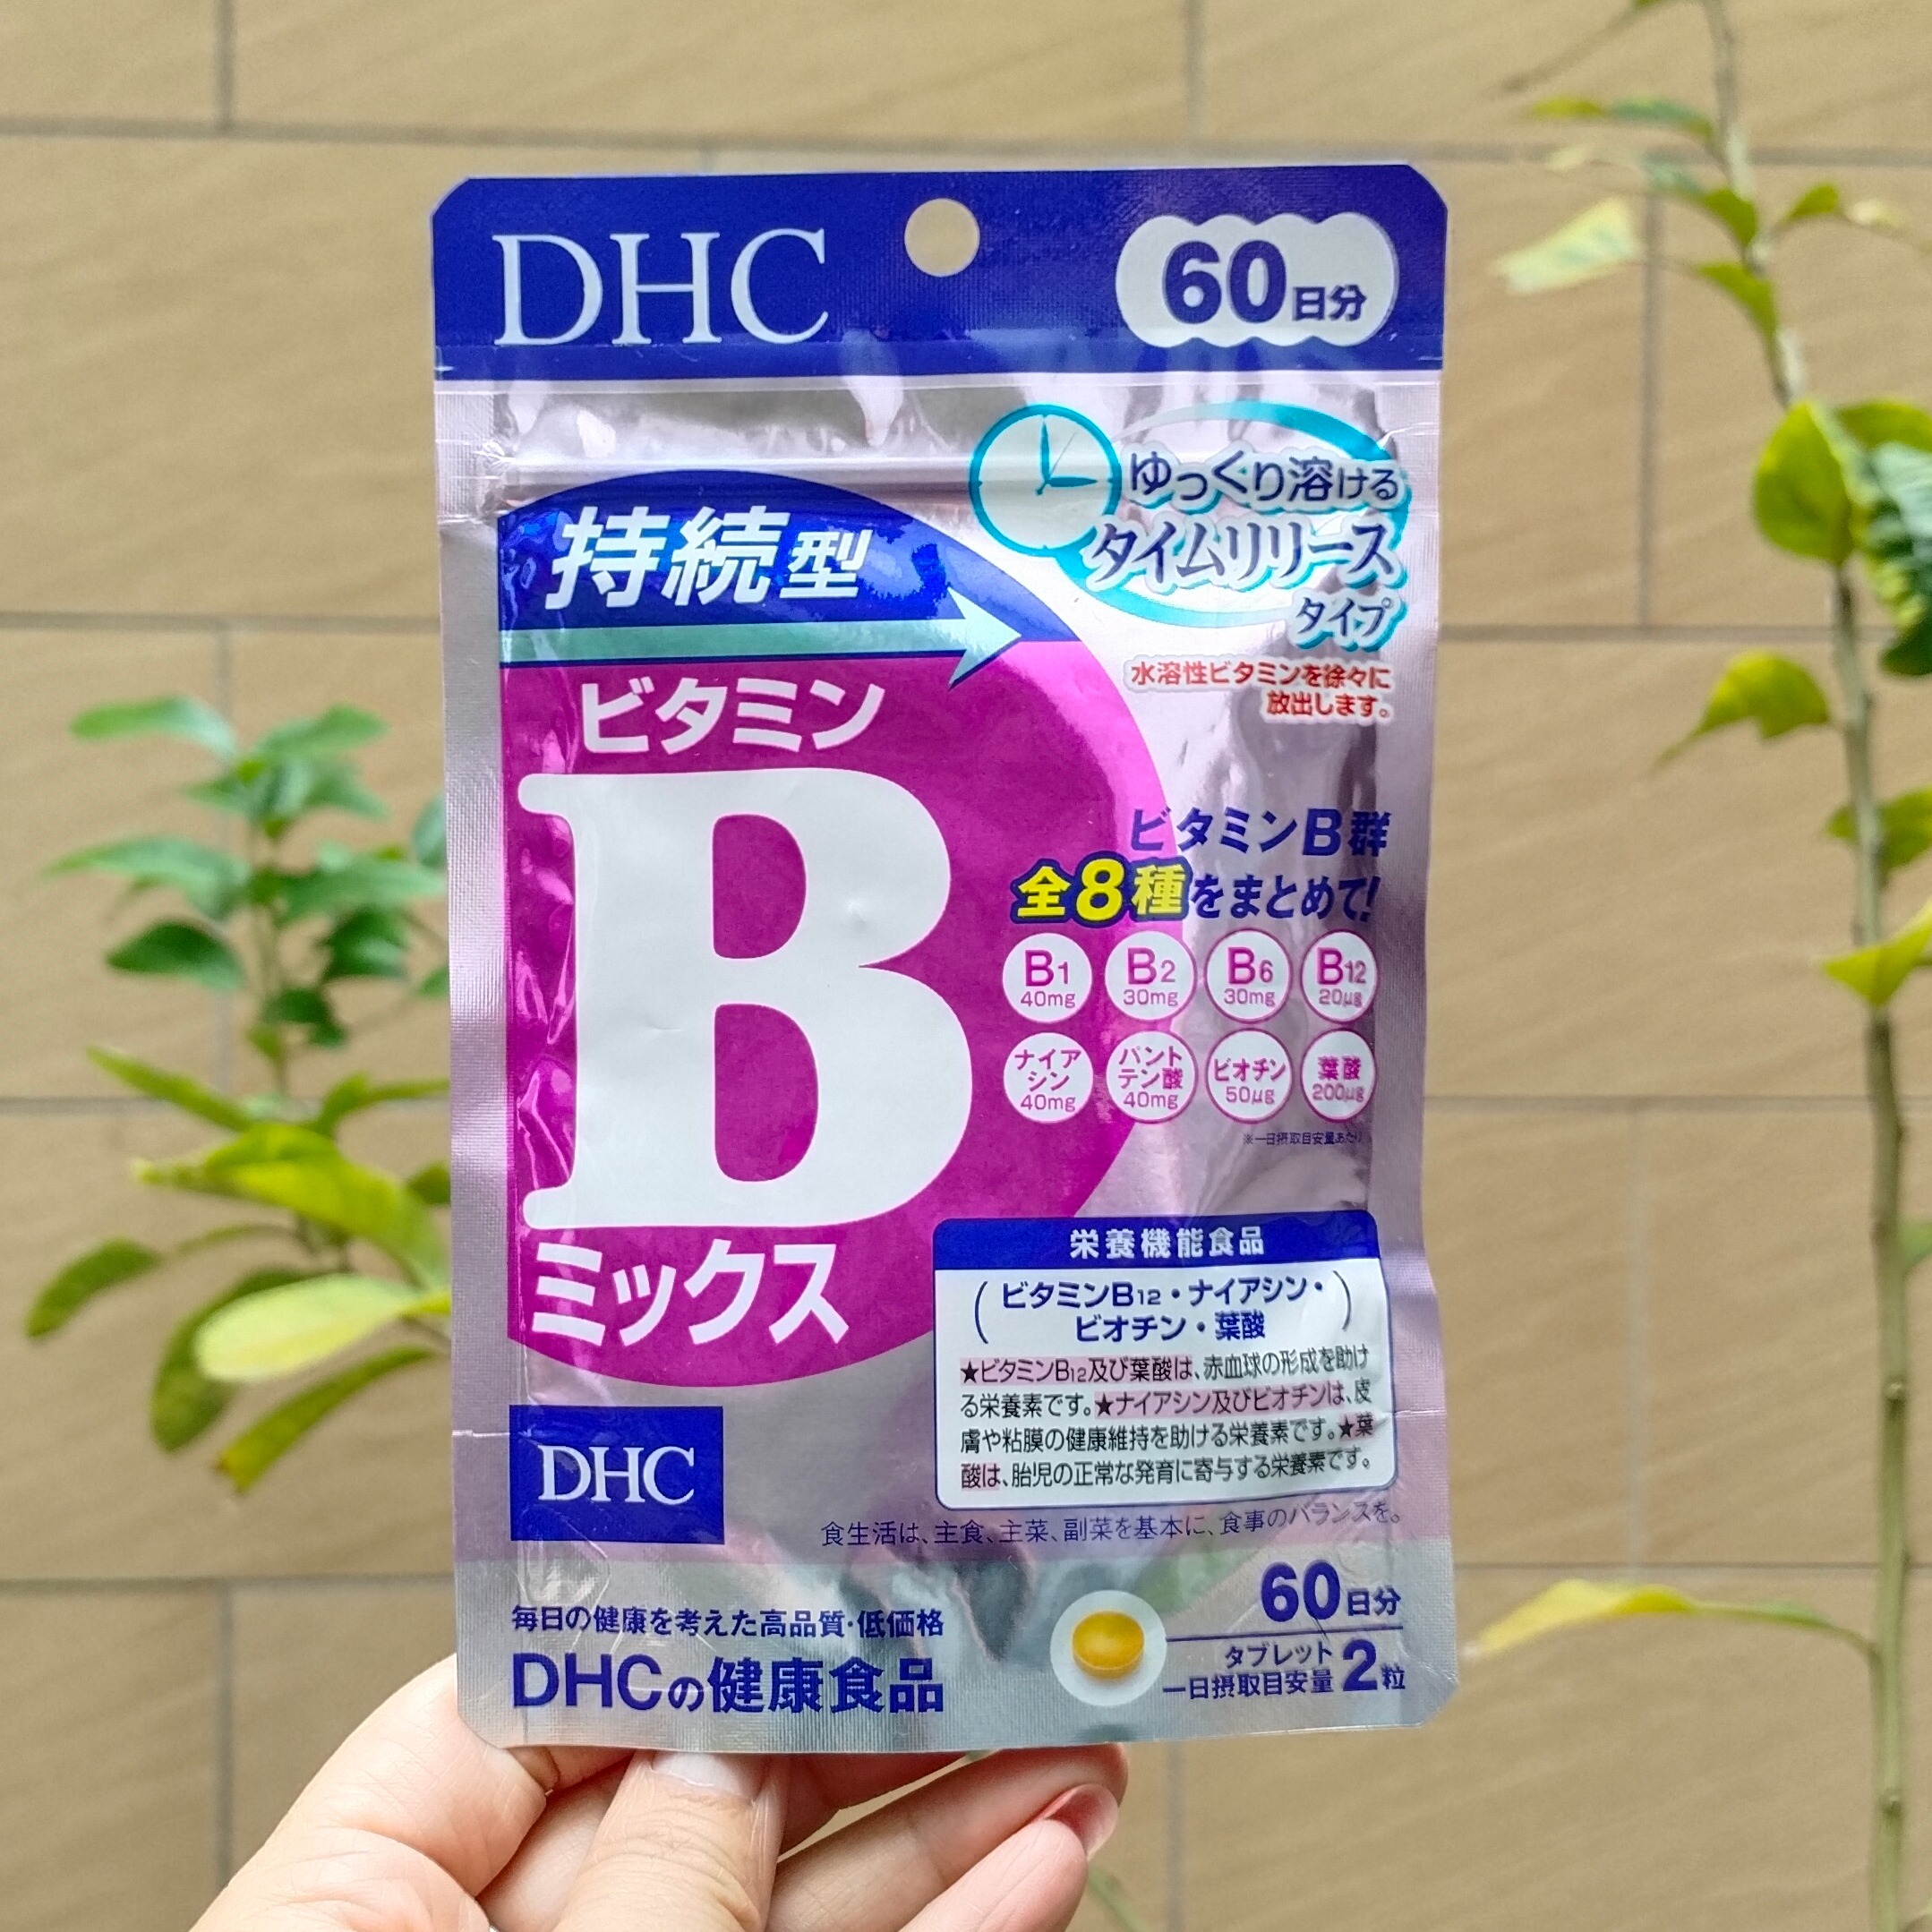 DHC
60日分
ゆっくり溶ける
タイムリリース
タイプ
水溶性ビタミンを徐々に
放出します。
持続型
ビタミン
B
ミックス
ビタミンB群
全8種をまとめて!
B1 B2 B6 B12
40mg 30mg 30mg 20μg
ナイア パント ビオチン 葉酸
シン テン酸
40mg 40mg 50μg 200μg
※一日摂取目安量あたり
栄養機能食品
(ビタミンB12・ナイアシン・
ビオチン・葉酸)
★ビタミンB12及び葉酸は、赤血球の形成を助け
る栄養素です。★ナイアシン及びビオチンは、皮
膚や粘膜の健康維持を助ける栄養素です。★葉
酸は、胎児の正常な発育に寄与する栄養素です。
DHC
食生活は、主食、主菜、副菜を基本に、食事のバランスを。
毎日の健康を考えた高品質・低価格
DHCの健康食品
60日分
タブレット
一日摂取目安量 2粒